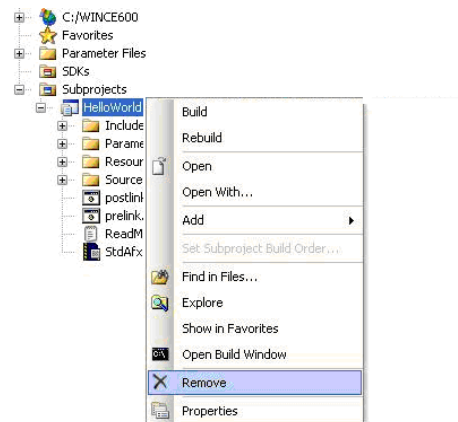 C:/WINCE600
Favorites
Parameter Files
SDKs
Subprojects
HelloWorld
Include
Parame
Resour
Source
postlink
prelink.
ReadM
StdAfx
Build
Rebuild
Open
Open With...
Add
Set Subproject Build Order...
Find in Files...
Explore
Show in Favorites
Open Build Window
Remove
Properties